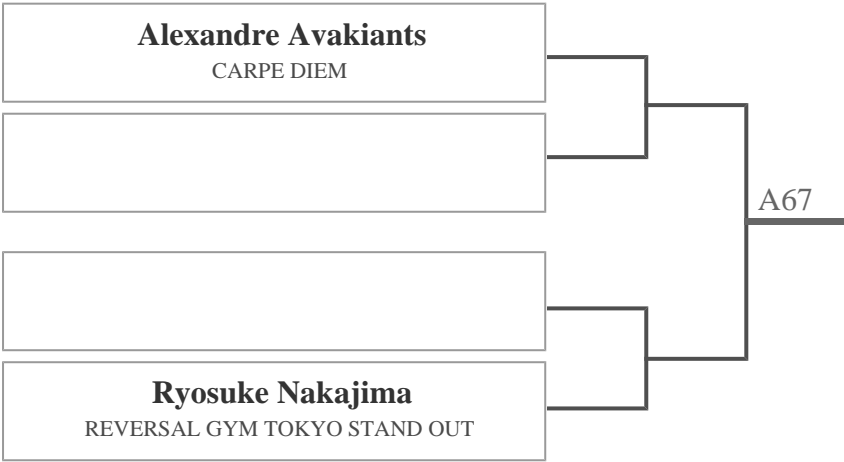 Alexandre Avakiants
CARPE DIEM
A67
Ryosuke Nakajima
REVERSAL GYM TOKYO STAND OUT